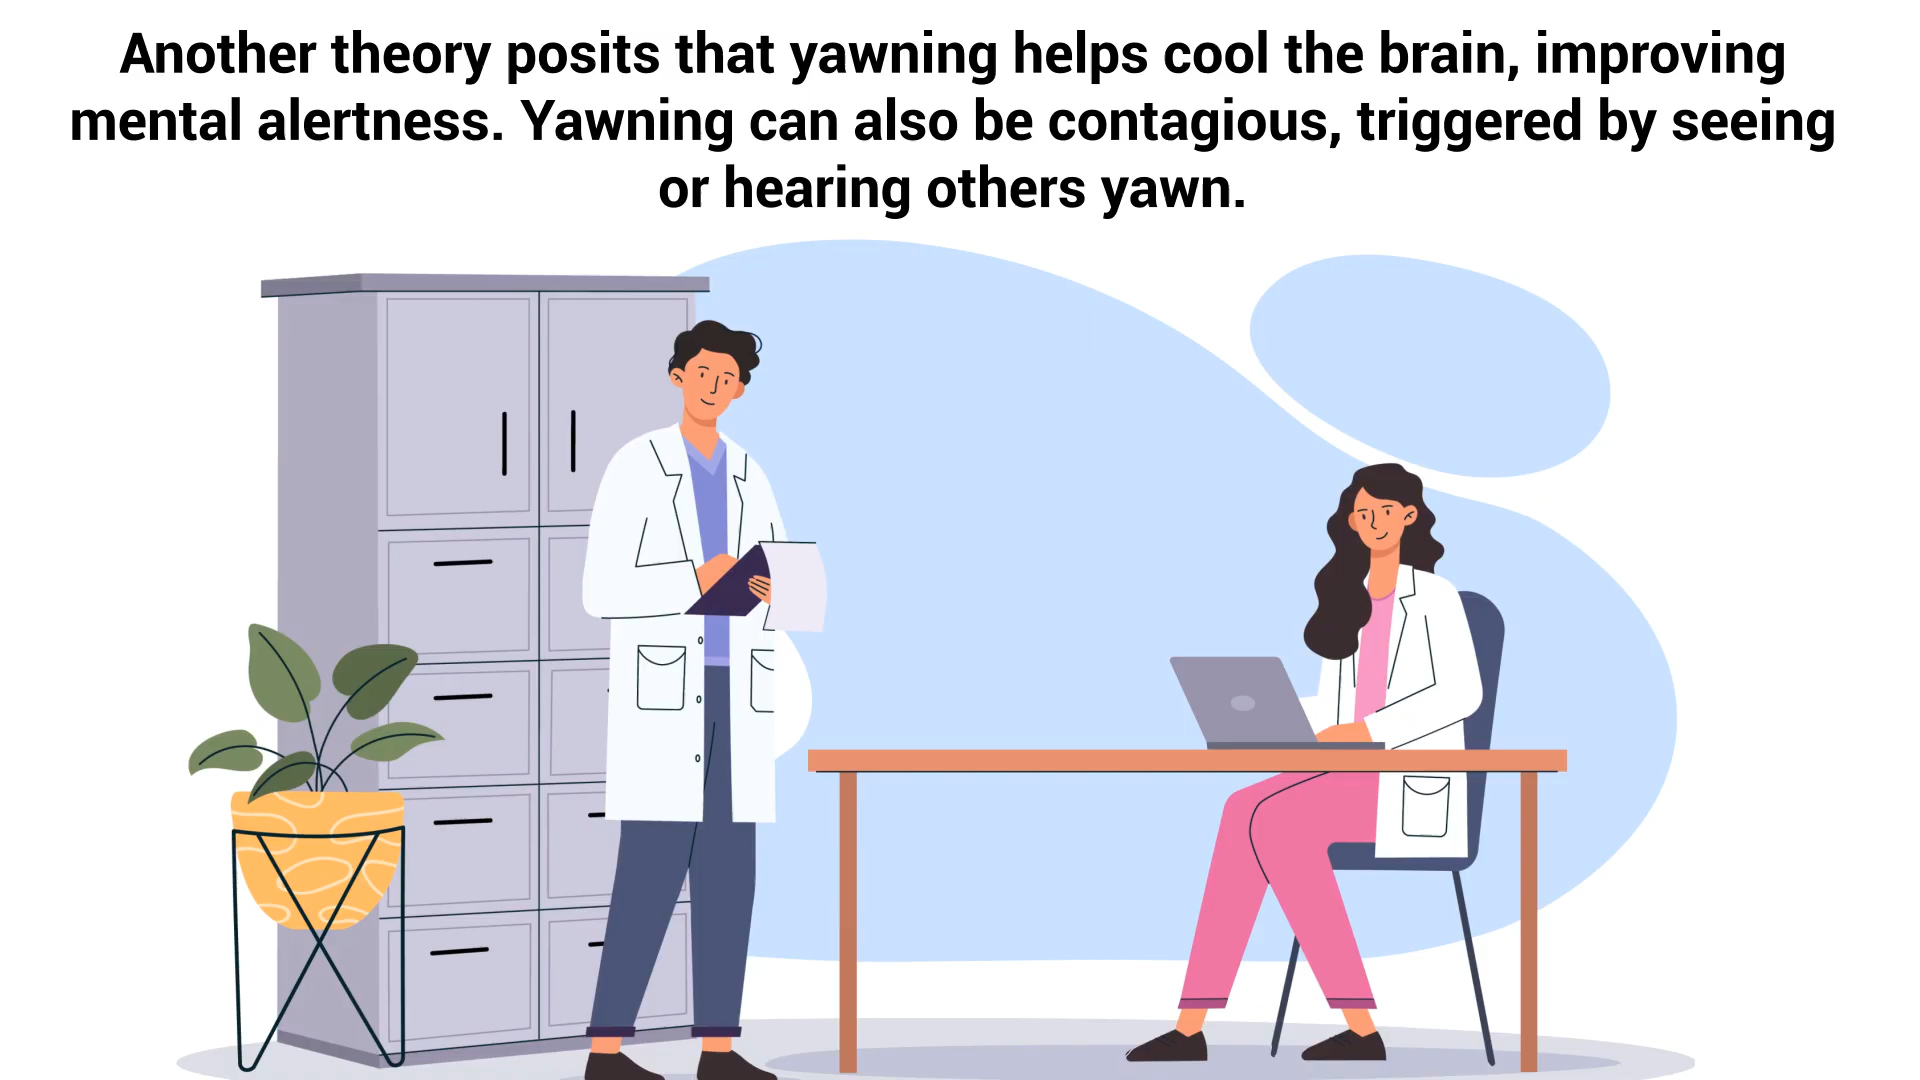 Another theory posits that yawning helps cool the brain, improving
mental alertness. Yawning can also be contagious, triggered by seeing
or hearing others yawn.